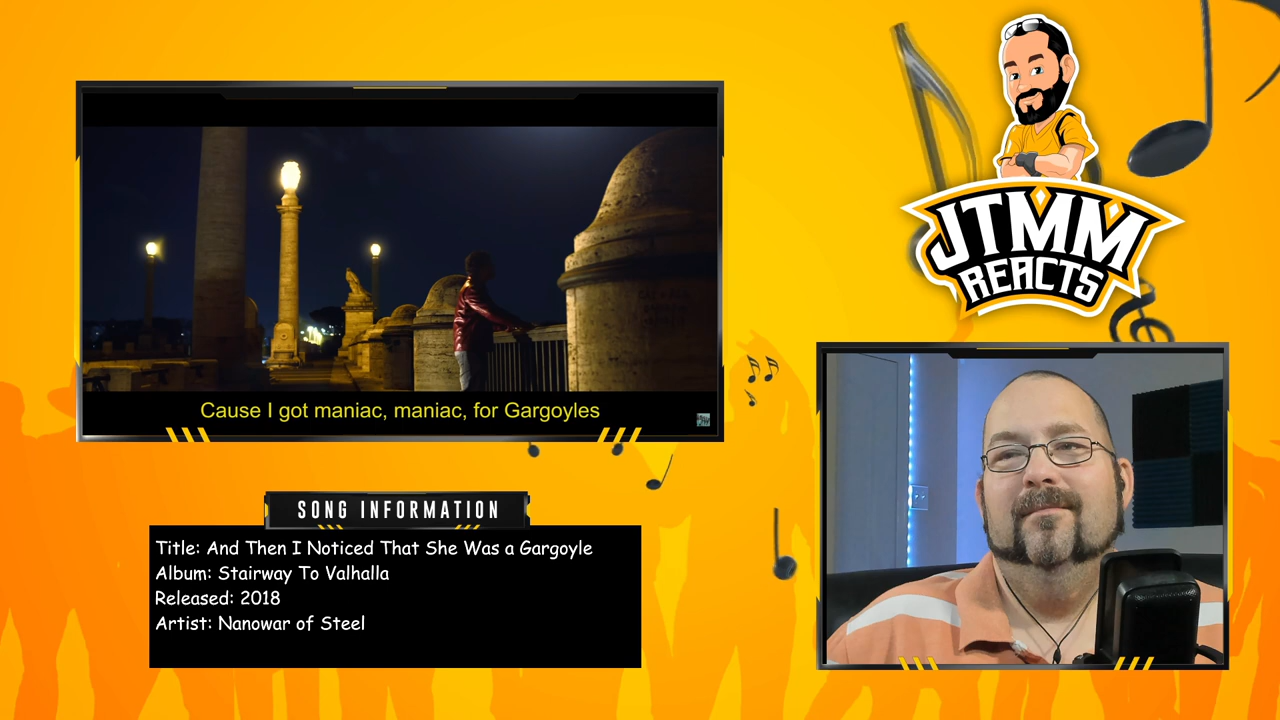 JTMM
REACTS
Cause I got maniac, maniac, for Gargoyles
SONG INFORMATION
Title: And Then I Noticed That She Was a Gargoyle
Album: Stairway To Valhalla
Released: 2018
Artist: Nanowar of Steel